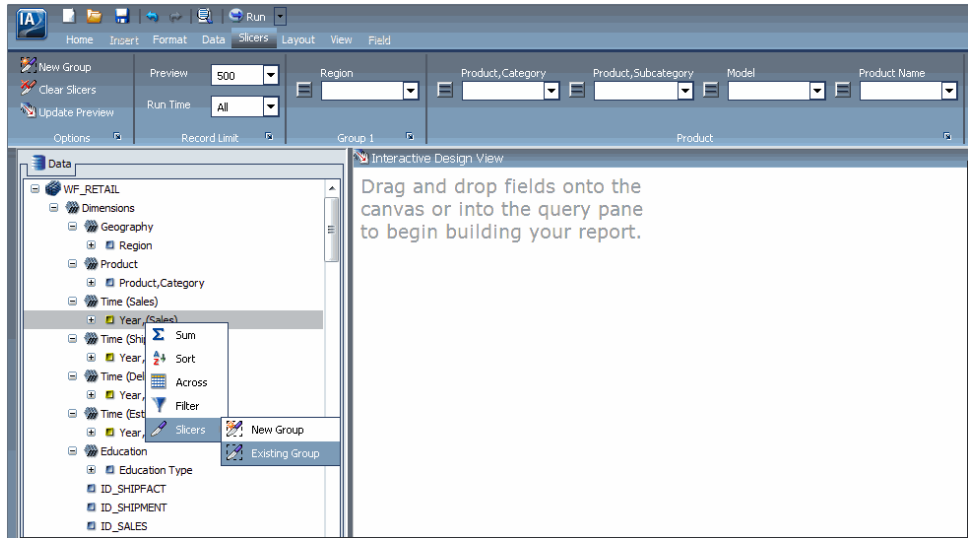 IA
Run
Home Insert Format Data Slicers Layout View Field
New Group
Clear Slicers
Update Preview
Options
Preview 500
Run Time All
Record Limit
Region
Group 1
Product,Category Product,Subcategory Model Product Name
Product
Data
WF_RETAIL
Dimensions
Geography
Region
Product
Product,Category
Time (Sales)
Year,(Sales)
Time (Shi
Year,
Time (Del
Year,
Time (Est
Year,
Education
Education Type
ID_SHIPFACT
ID_SHIPMENT
ID_SALES
Sum
Sort
Across
Filter
Slicers
New Group
Existing Group
Interactive Design View
Drag and drop fields onto the
canvas or into the query pane
to begin building your report.